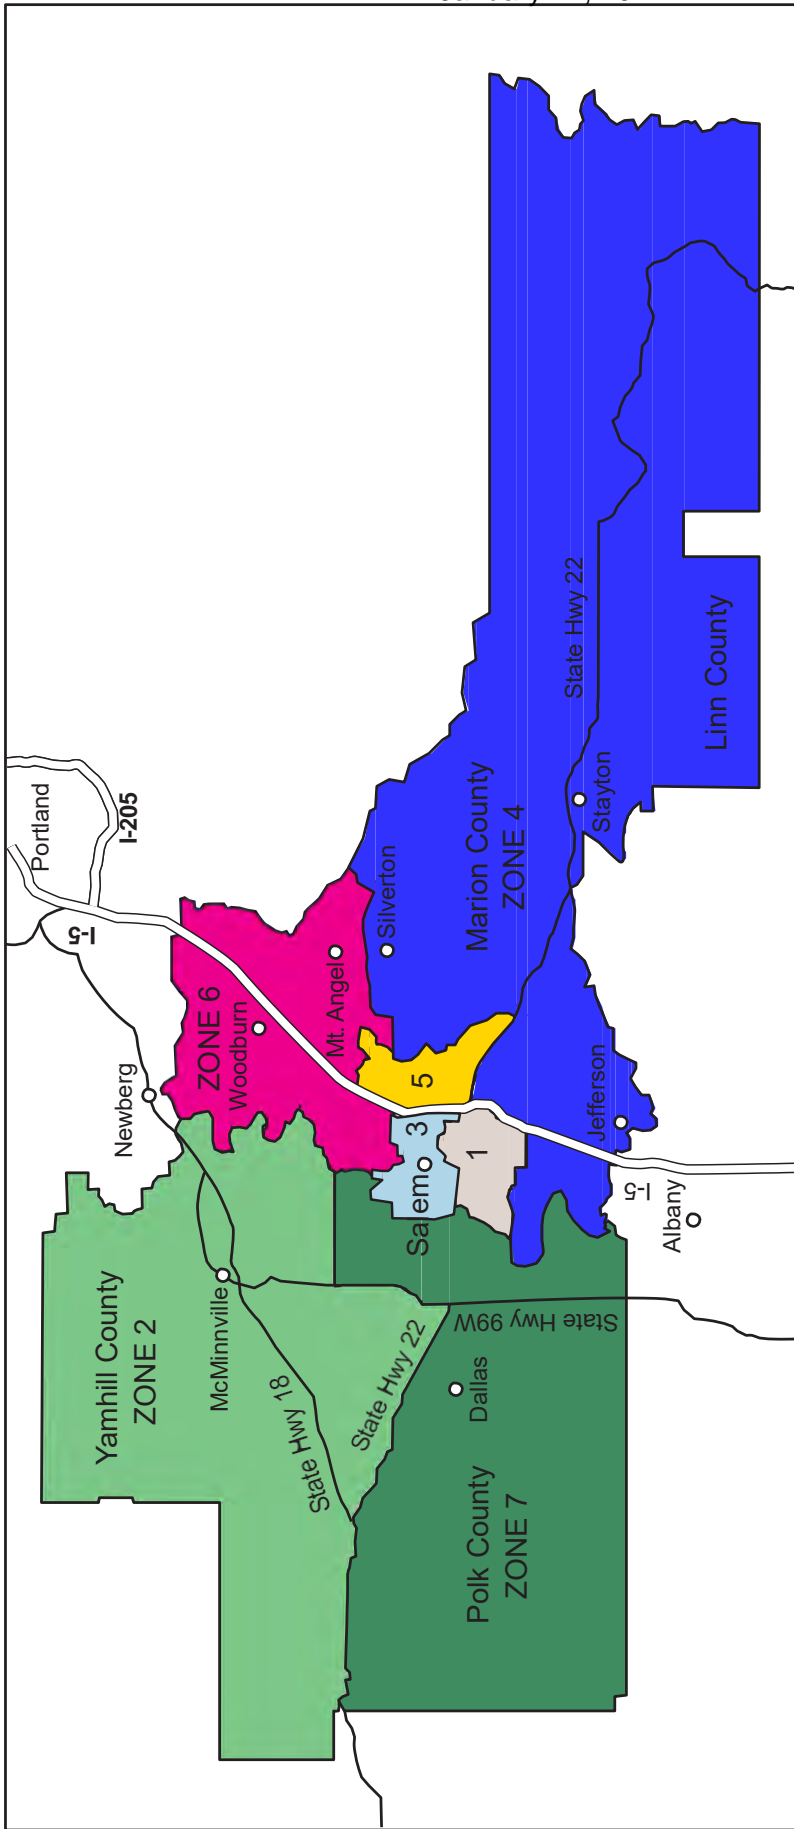 Portland
I-205
I-5
Newberg
ZONE 6
Woodburn
Mt. Angel
Silverton
Yamhill County
ZONE 2
McMinnville
State Hwy 18
State Hwy 22
5
3
Salem
1
Marion County
ZONE 4
State Hwy 22
Stayton
Linn County
Jefferson
I-5
Albany
State Hwy 99W
Dallas
Polk County
ZONE 7